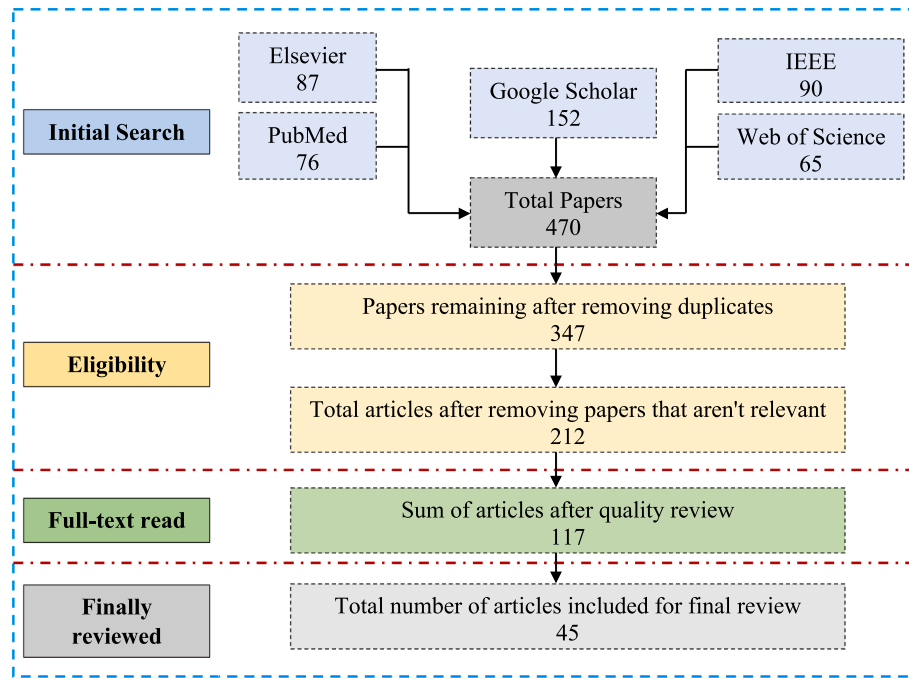 Initial Search
Elsevier
87
PubMed
76
Google Scholar
152
IEEE
90
Web of Science
65
Total Papers
470
Eligibility
Papers remaining after removing duplicates
347
Total articles after removing papers that aren't relevant
212
Full-text read
Sum of articles after quality review
117
Finally
reviewed
Total number of articles included for final review
45